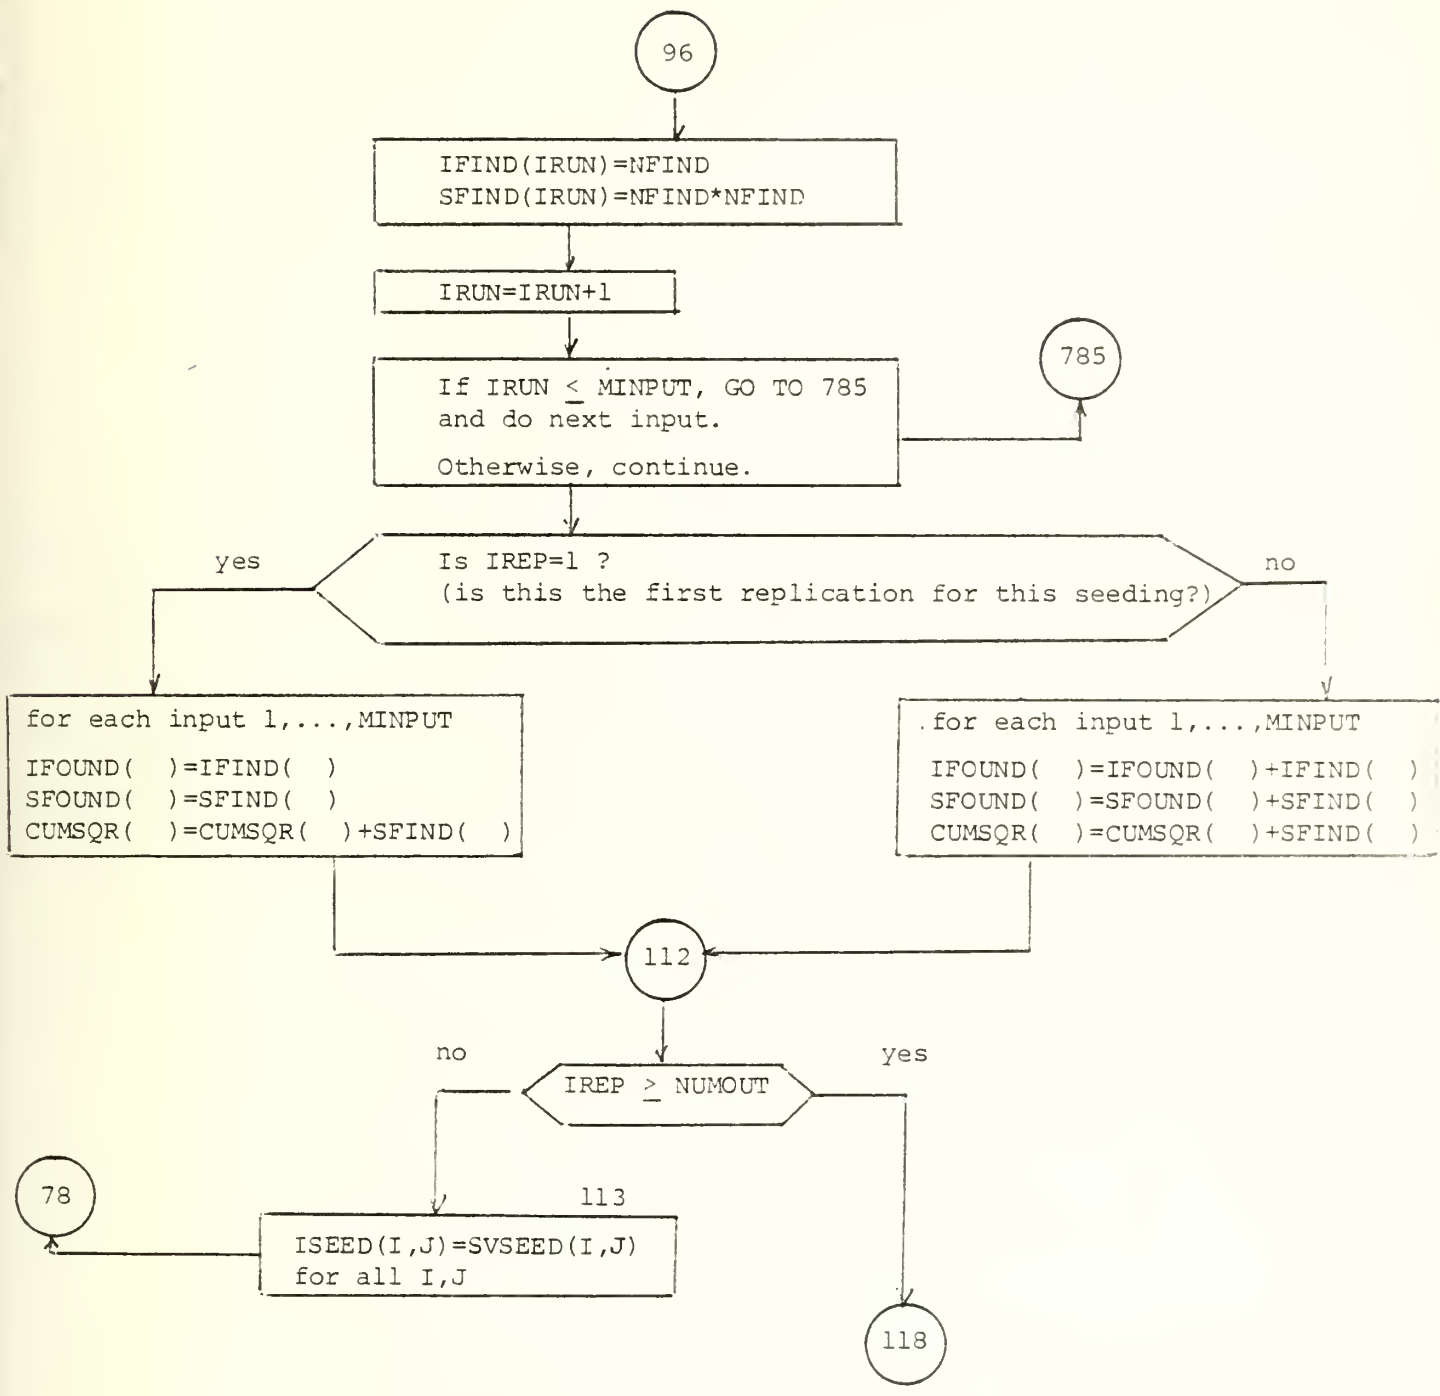 96
IFIND(IRUN)=NFIND
SFIND(IRUN)=NFIND*NFIND
IRUN=IRUN+1
If IRUN ≤ MINPUT, GO TO 785
and do next input.
Otherwise, continue.
785
yes
Is IREP=1 ?
(is this the first replication for this seeding?)
no
for each input 1,...,MINPUT
IFOUND( )=IFIND( )
SFOUND( )=SFIND( )
CUMSQR( )=CUMSQR( )+SFIND( )
for each input 1,...,MINPUT
IFOUND( )=IFOUND( )+IFIND( )
SFOUND( )=SFOUND( )+SFIND( )
CUMSQR( )=CUMSQR( )+SFIND( )
112
no
IREP ≥ NUMOUT
yes
78
113
ISEED(I,J)=SVSEED(I,J)
for all I,J
118